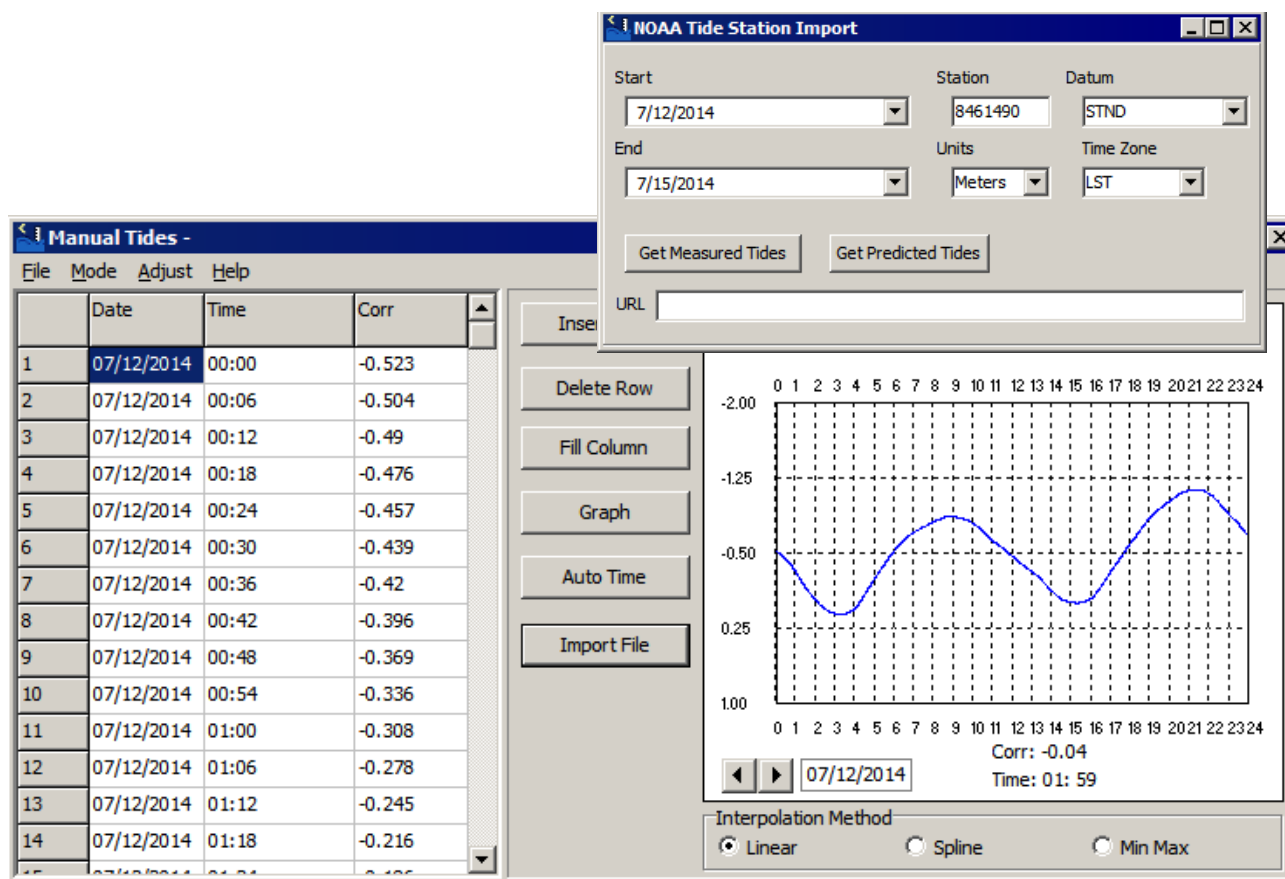 NOAA Tide Station Import
Start Station Datum
7/12/2014 8461490 STND
End Units Time Zone
7/15/2014 Meters LST
Get Measured Tides Get Predicted Tides
URL
Manual Tides -
File Mode Adjust Help
Date Time Corr
1 07/12/2014 00:00 -0.523
2 07/12/2014 00:06 -0.504
3 07/12/2014 00:12 -0.49
4 07/12/2014 00:18 -0.476
5 07/12/2014 00:24 -0.457
6 07/12/2014 00:30 -0.439
7 07/12/2014 00:36 -0.42
8 07/12/2014 00:42 -0.396
9 07/12/2014 00:48 -0.369
10 07/12/2014 00:54 -0.336
11 07/12/2014 01:00 -0.308
12 07/12/2014 01:06 -0.278
13 07/12/2014 01:12 -0.245
14 07/12/2014 01:18 -0.216
Delete Row
Fill Column
Graph
Auto Time
Import File
0 1 2 3 4 5 6 7 8 9 10 11 12 13 14 15 16 17 18 19 20 21 22 23 24
-2.00
-1.25
-0.50
0.25
1.00
0 1 2 3 4 5 6 7 8 9 10 11 12 13 14 15 16 17 18 19 20 21 22 23 24
Corr: -0.04
07/12/2014 Time: 01: 59
Interpolation Method
Linear Spline Min Max